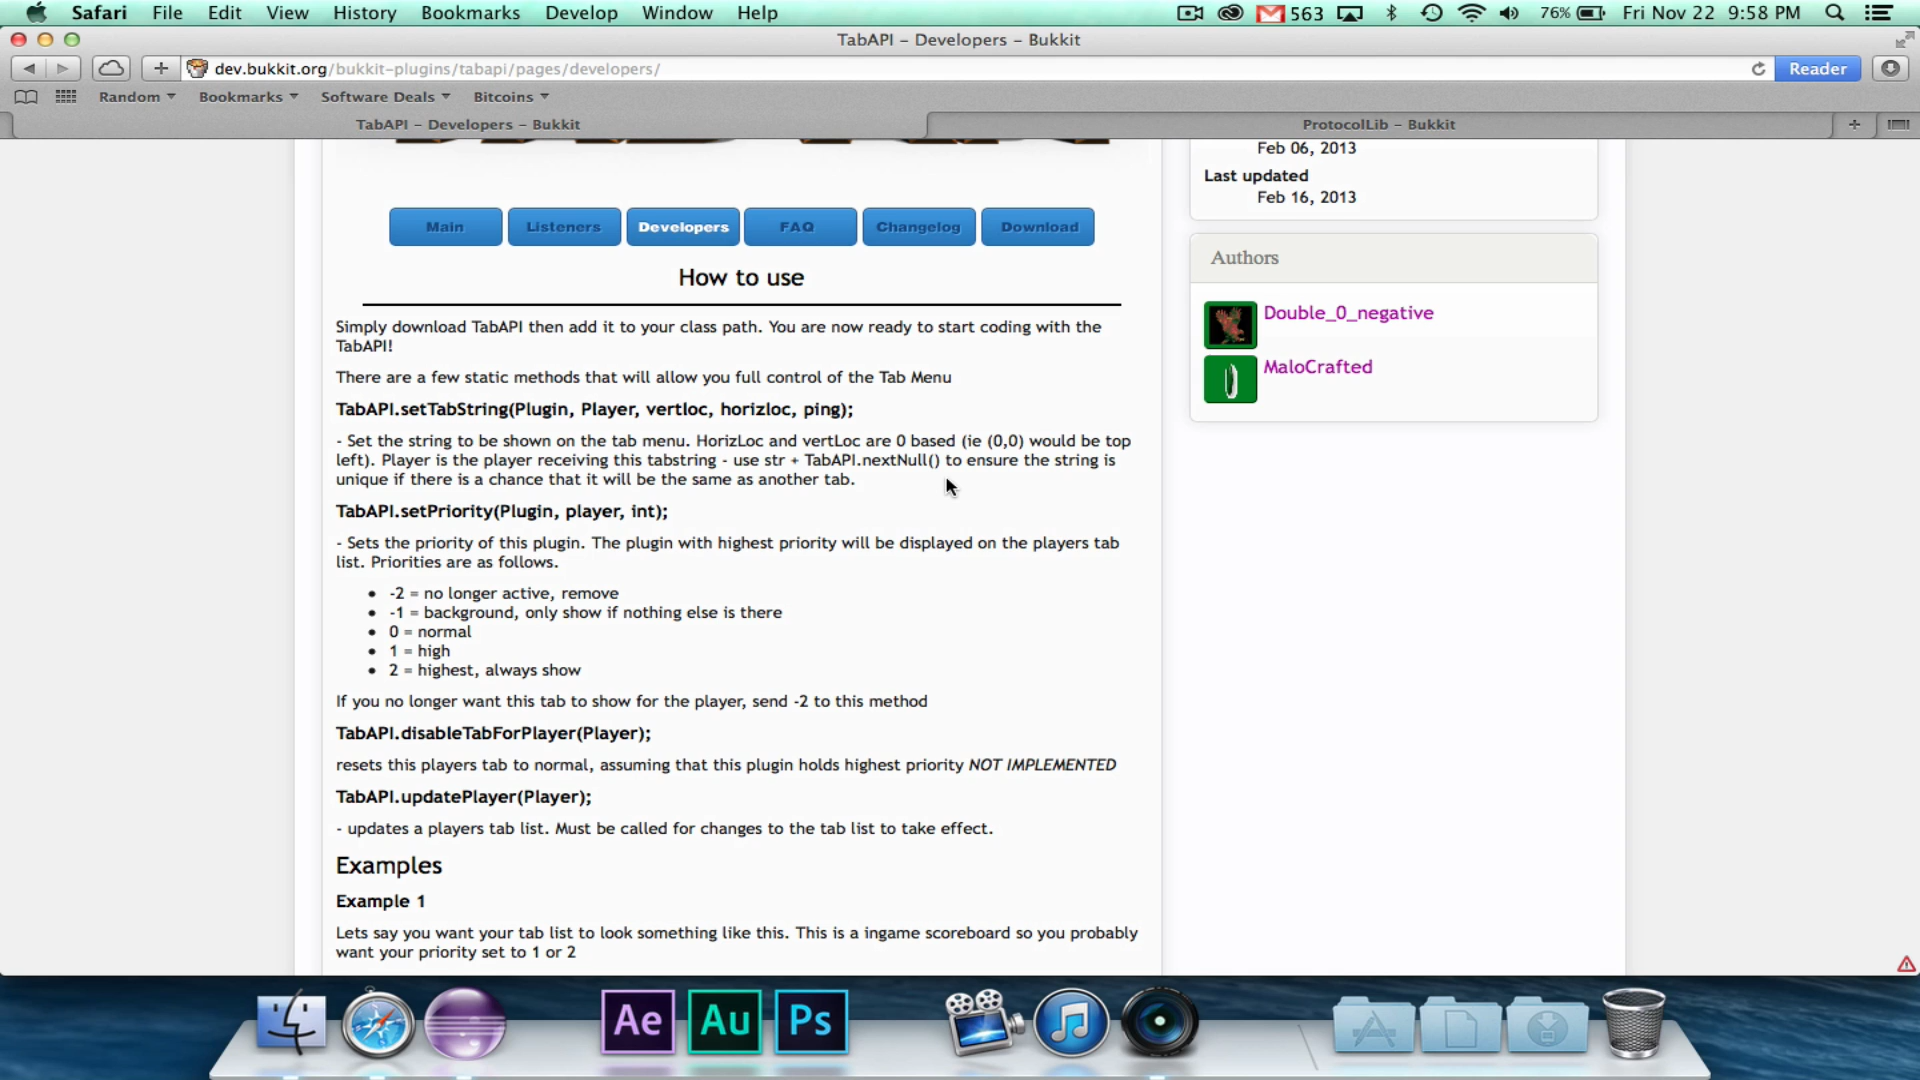 Safari File Edit View History Bookmarks Develop Window Help 563 76% Fri Nov 22 9:58 PM
TabAPI – Developers – Bukkit
dev.bukkit.org/bukkit-plugins/tabapi/pages/developers/ Reader
Random Bookmarks Software Deals Bitcoins
TabAPI – Developers – Bukkit ProtocolLib – Bukkit
Feb 06, 2013
Last updated
Feb 16, 2013
Main Listeners Developers FAQ Changelog Download
Authors
Double_0_negative
MaloCrafted
How to use
Simply download TabAPI then add it to your class path. You are now ready to start coding with the
TabAPI!
There are a few static methods that will allow you full control of the Tab Menu
TabAPI.setTabString(Plugin, Player, vertloc, horizloc, ping);
- Set the string to be shown on the tab menu. HorizLoc and vertLoc are 0 based (ie (0,0) would be top
left). Player is the player receiving this tabstring - use str + TabAPI.nextNull() to ensure the string is
unique if there is a chance that it will be the same as another tab.
TabAPI.setPriority(Plugin, player, int);
- Sets the priority of this plugin. The plugin with highest priority will be displayed on the players tab
list. Priorities are as follows.
• -2 = no longer active, remove
• -1 = background, only show if nothing else is there
• 0 = normal
• 1 = high
• 2 = highest, always show
If you no longer want this tab to show for the player, send -2 to this method
TabAPI.disableTabForPlayer(Player);
resets this players tab to normal, assuming that this plugin holds highest priority NOT IMPLEMENTED
TabAPI.updatePlayer(Player);
- updates a players tab list. Must be called for changes to the tab list to take effect.
Examples
Example 1
Lets say you want your tab list to look something like this. This is a ingame scoreboard so you probably
want your priority set to 1 or 2
Ae Au Ps